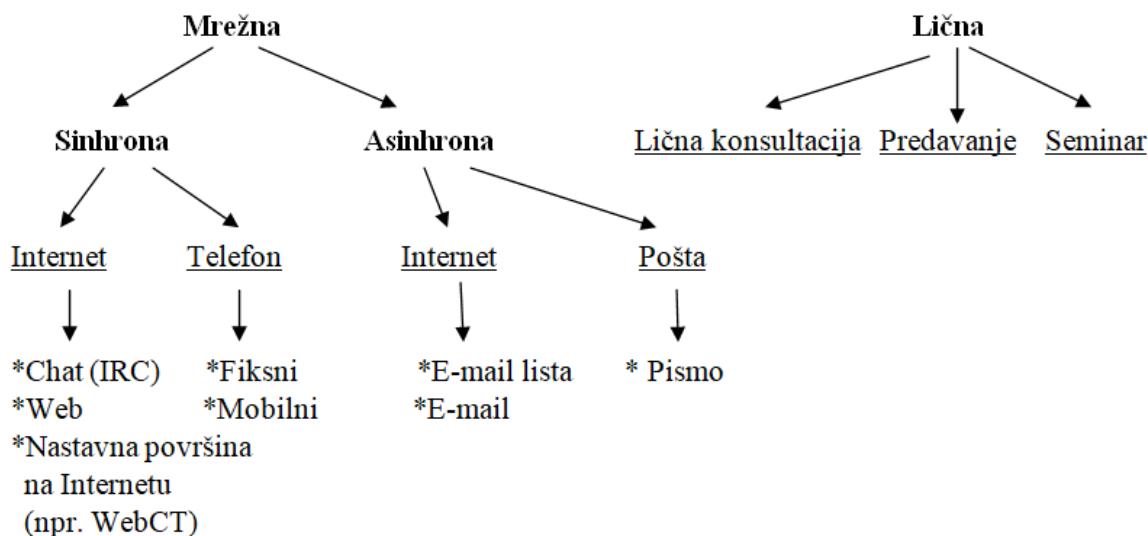 Mrežna Lična
Sinhrona Asinhrona Lična konsultacija Predavanje Seminar
Internet Telefon Internet Pošta
*Chat (IRC) *Fiksni *E-mail lista * Pismo
*Web *Mobilni *E-mail
*Nastavna površina
na Internetu
(npr. WebCT)